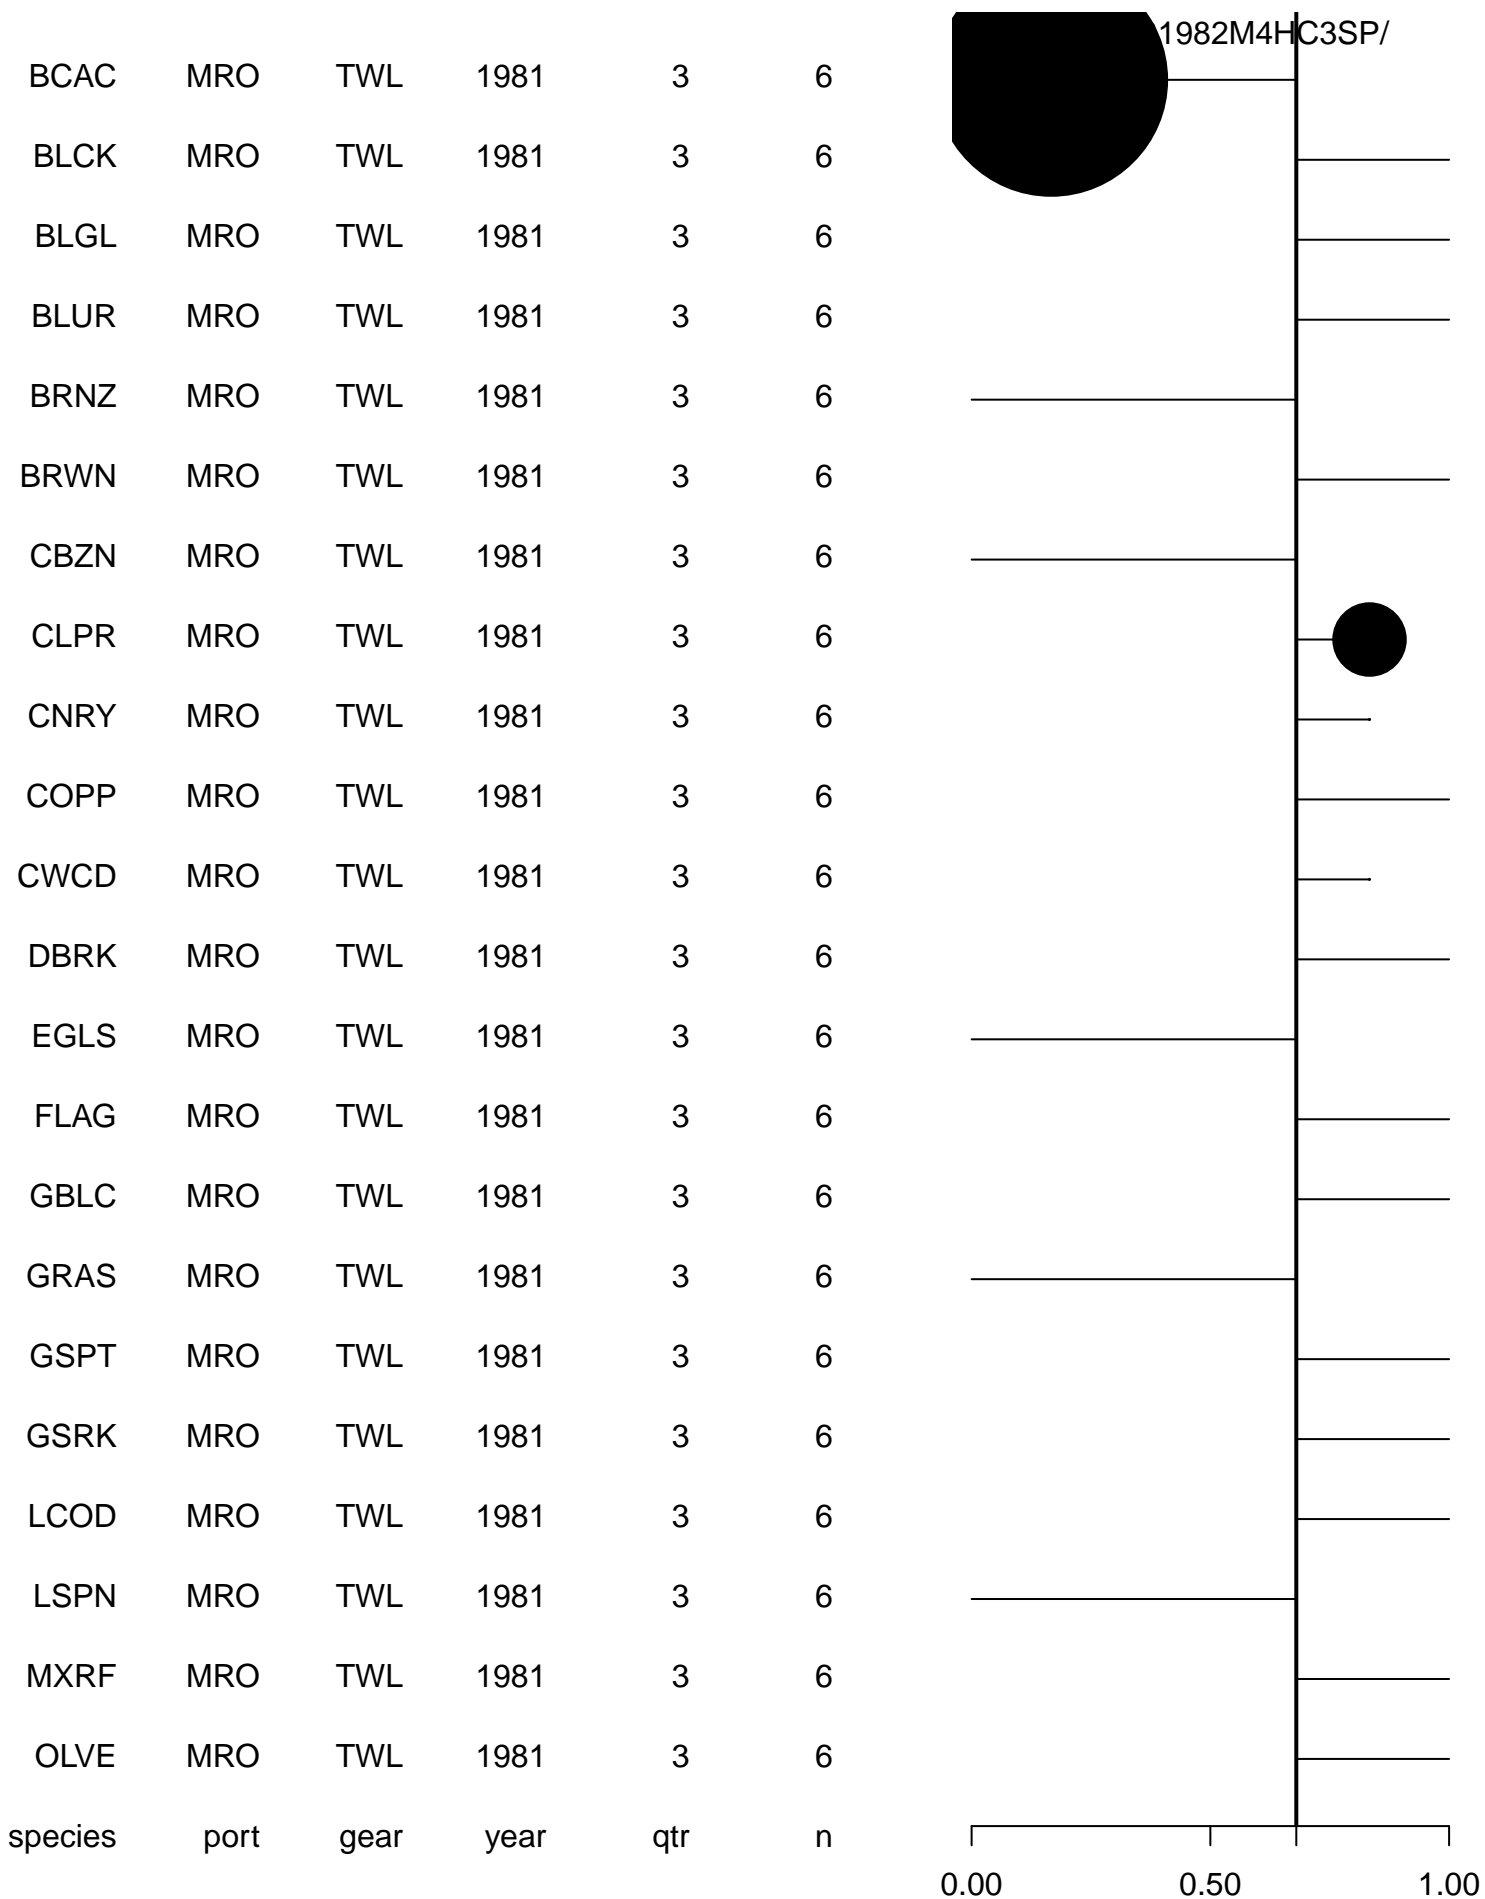 1982M4HC3SP/
BCAC MRO TWL 1981 3 6
BLCK MRO TWL 1981 3 6
BLGL MRO TWL 1981 3 6
BLUR MRO TWL 1981 3 6
BRNZ MRO TWL 1981 3 6
BRWN MRO TWL 1981 3 6
CBZN MRO TWL 1981 3 6
CLPR MRO TWL 1981 3 6
CNRY MRO TWL 1981 3 6
COPP MRO TWL 1981 3 6
CWCD MRO TWL 1981 3 6
DBRK MRO TWL 1981 3 6
EGLS MRO TWL 1981 3 6
FLAG MRO TWL 1981 3 6
GBLC MRO TWL 1981 3 6
GRAS MRO TWL 1981 3 6
GSPT MRO TWL 1981 3 6
GSRK MRO TWL 1981 3 6
LCOD MRO TWL 1981 3 6
LSPN MRO TWL 1981 3 6
MXRF MRO TWL 1981 3 6
OLVE MRO TWL 1981 3 6
species port gear year qtr n
0.00 0.50 1.00